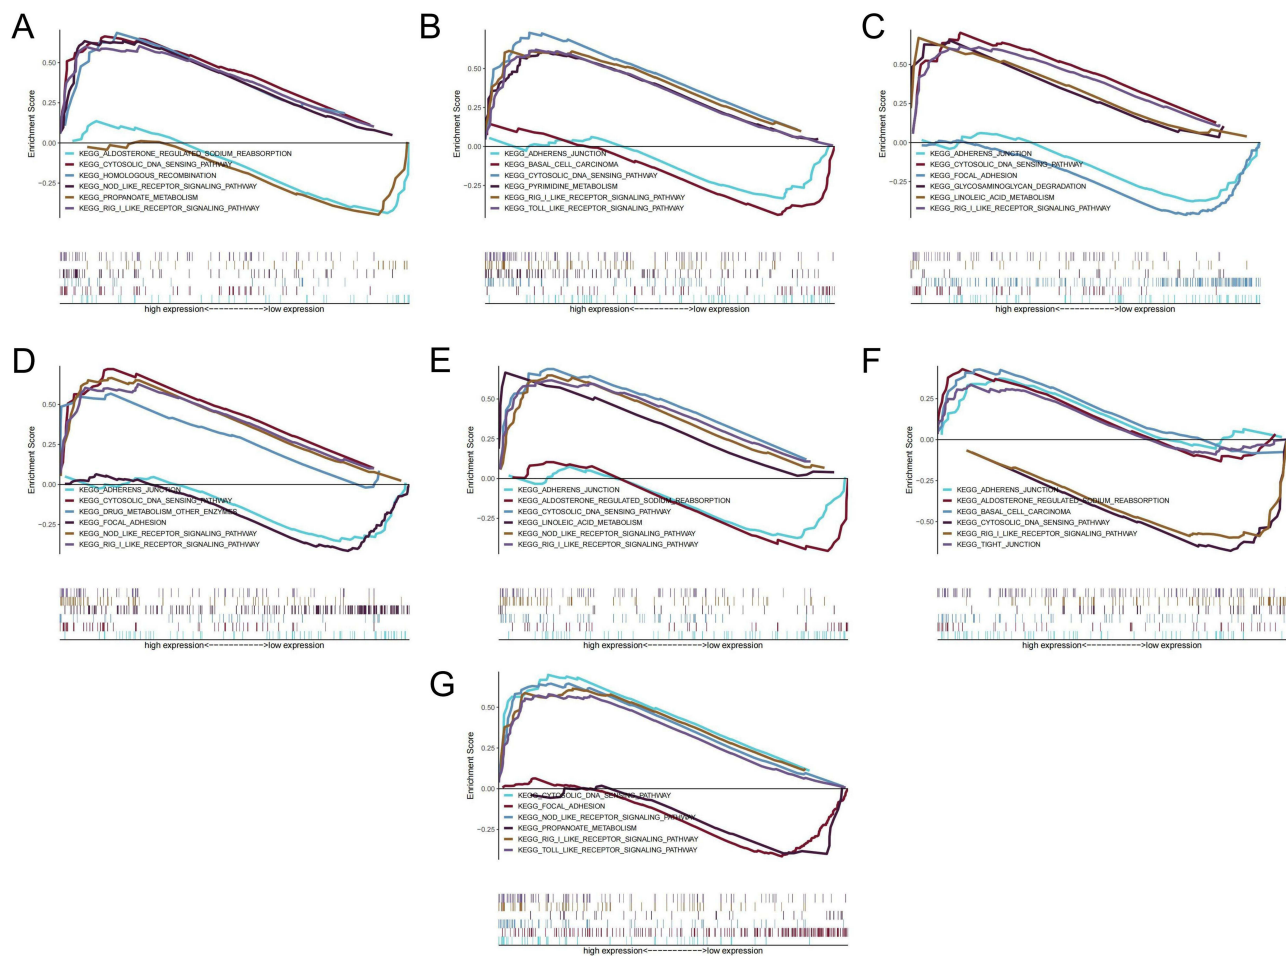 A
Enrichment Score
0.50
0.25
0.00
−0.25
KEGG_ALDOSTERONE_REGULATED_SODIUM_REABSORPTION
KEGG_CYTOSOLIC_DNA_SENSING_PATHWAY
KEGG_HOMOLOGOUS_RECOMBINATION
KEGG_NOD_LIKE_RECEPTOR_SIGNALING_PATHWAY
KEGG_PROPANOATE_METABOLISM
KEGG_RIG_I_LIKE_RECEPTOR_SIGNALING_PATHWAY
high expression<------------>low expression
B
Enrichment Score
0.50
0.25
0.00
−0.25
KEGG_ADHERENS_JUNCTION
KEGG_BASAL_CELL_CARCINOMA
KEGG_CYTOSOLIC_DNA_SENSING_PATHWAY
KEGG_PYRIMIDINE_METABOLISM
KEGG_RIG_I_LIKE_RECEPTOR_SIGNALING_PATHWAY
KEGG_TOLL_LIKE_RECEPTOR_SIGNALING_PATHWAY
high expression<------------>low expression
C
Enrichment Score
0.50
0.25
0.00
−0.25
KEGG_ADHERENS_JUNCTION
KEGG_CYTOSOLIC_DNA_SENSING_PATHWAY
KEGG_FOCAL_ADHESION
KEGG_GLYCOSAMINOGLYCAN_DEGRADATION
KEGG_LINOLEIC_ACID_METABOLISM
KEGG_RIG_I_LIKE_RECEPTOR_SIGNALING_PATHWAY
high expression<------------>low expression
D
Enrichment Score
0.50
0.25
0.00
−0.25
KEGG_ADHERENS_JUNCTION
KEGG_CYTOSOLIC_DNA_SENSING_PATHWAY
KEGG_DRUG_METABOLISM_OTHER_ENZYMES
KEGG_FOCAL_ADHESION
KEGG_NOD_LIKE_RECEPTOR_SIGNALING_PATHWAY
KEGG_RIG_I_LIKE_RECEPTOR_SIGNALING_PATHWAY
high expression<------------>low expression
E
Enrichment Score
0.50
0.25
0.00
−0.25
KEGG_ADHERENS_JUNCTION
KEGG_ALDOSTERONE_REGULATED_SODIUM_REABSORPTION
KEGG_CYTOSOLIC_DNA_SENSING_PATHWAY
KEGG_LINOLEIC_ACID_METABOLISM
KEGG_NOD_LIKE_RECEPTOR_SIGNALING_PATHWAY
KEGG_RIG_I_LIKE_RECEPTOR_SIGNALING_PATHWAY
high expression<------------>low expression
F
Enrichment Score
0.25
0.00
−0.25
−0.50
KEGG_ADHERENS_JUNCTION
KEGG_ALDOSTERONE_REGULATED_SODIUM_REABSORPTION
KEGG_BASAL_CELL_CARCINOMA
KEGG_CYTOSOLIC_DNA_SENSING_PATHWAY
KEGG_RIG_I_LIKE_RECEPTOR_SIGNALING_PATHWAY
KEGG_TIGHT_JUNCTION
high expression<------------>low expression
G
Enrichment Score
0.50
0.25
0.00
−0.25
KEGG_CYTOSOLIC_DNA_SENSING_PATHWAY
KEGG_FOCAL_ADHESION
KEGG_NOD_LIKE_RECEPTOR_SIGNALING_PATHWAY
KEGG_PROPANOATE_METABOLISM
KEGG_RIG_I_LIKE_RECEPTOR_SIGNALING_PATHWAY
KEGG_TOLL_LIKE_RECEPTOR_SIGNALING_PATHWAY
high expression<------------>low expression